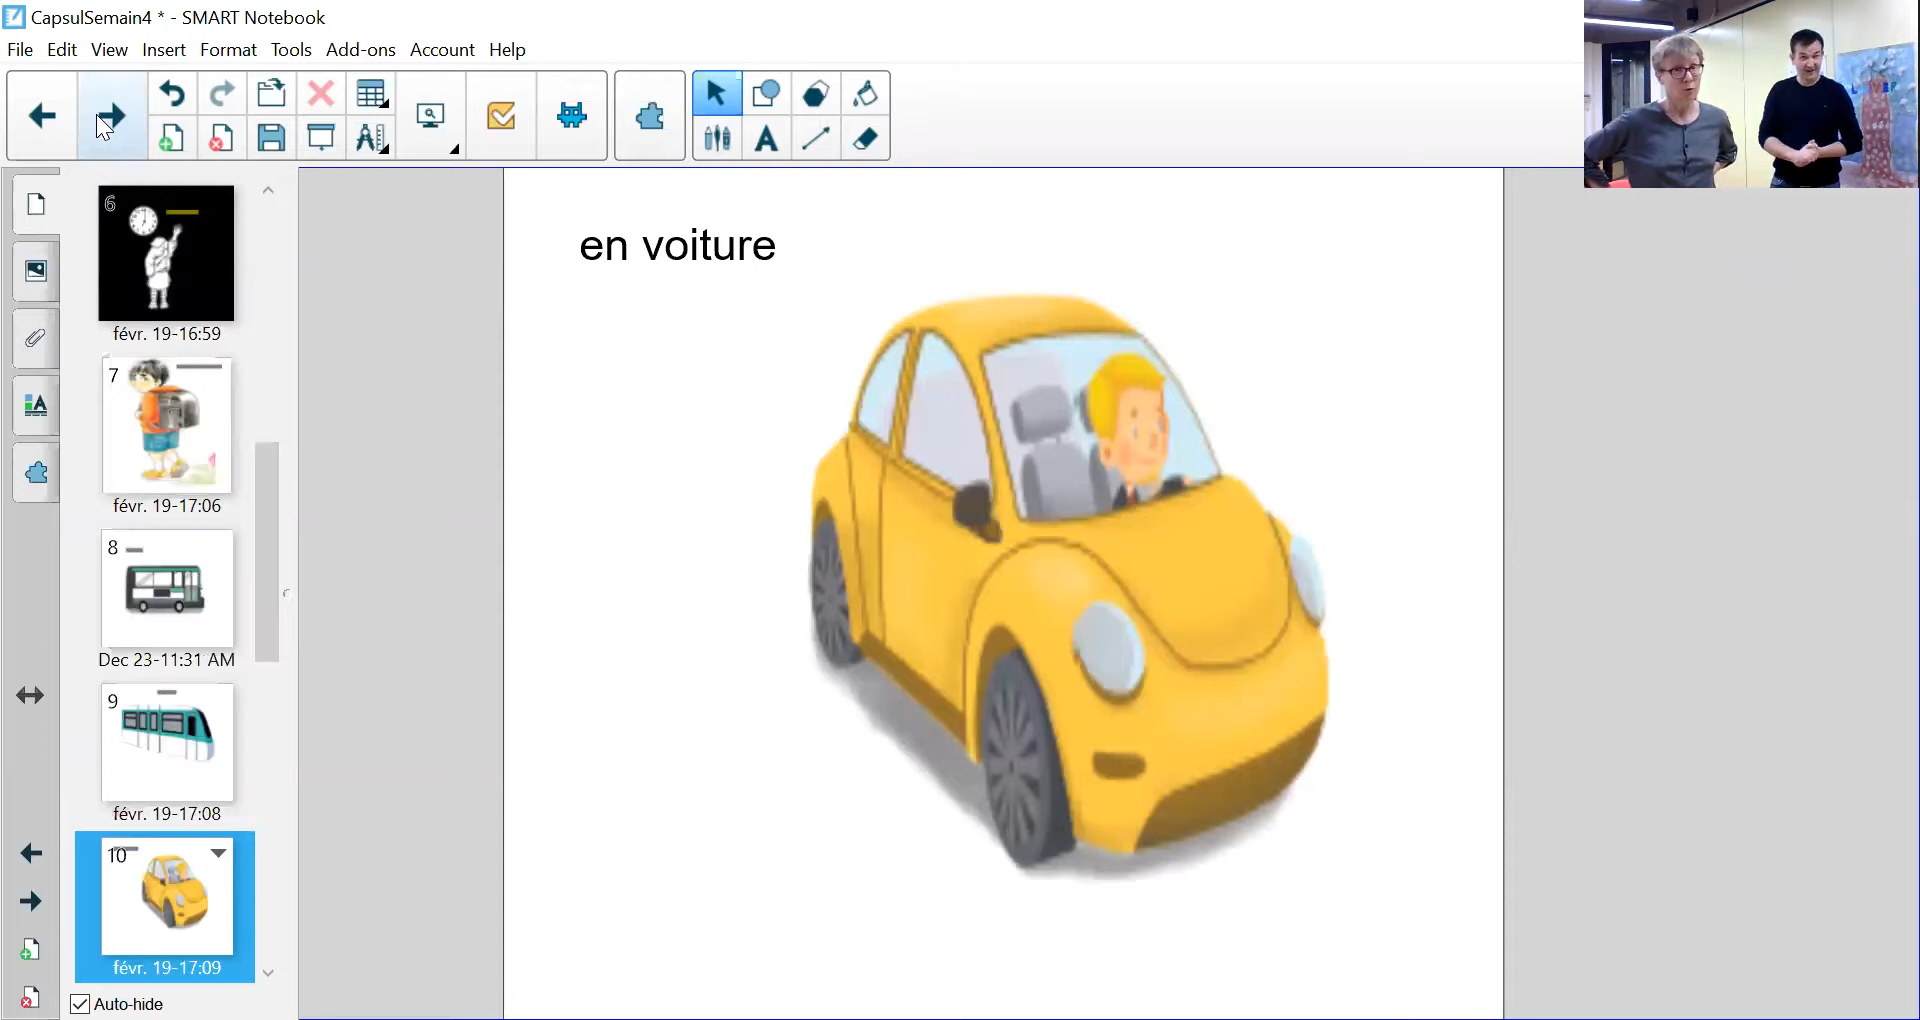 CapsulSemain4 * - SMART Notebook
File Edit View Insert Format Tools Add-ons Account Help
6
févr. 19-16:59
7
févr. 19-17:06
8
Dec 23-11:31 AM
9
févr. 19-17:08
10
févr. 19-17:09
Auto-hide
en voiture